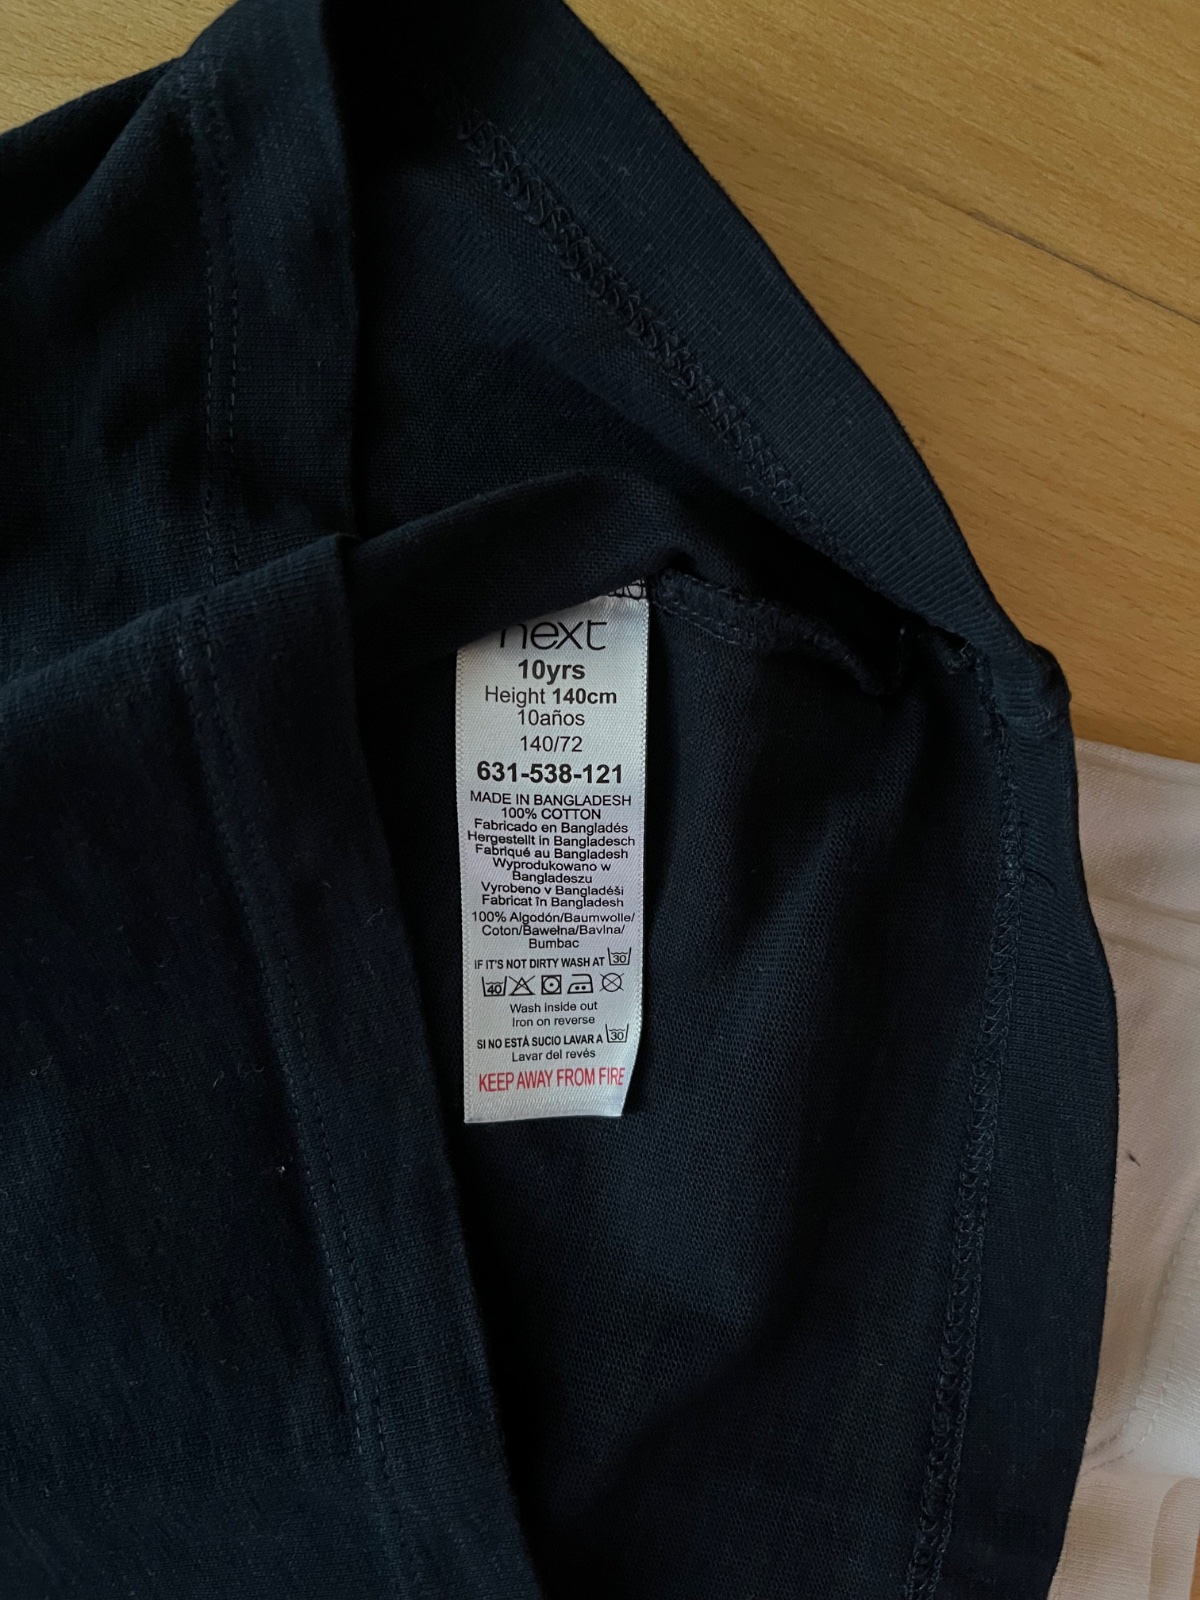 next
10yrs
Height 140cm
10años
140/72
631-538-121
MADE IN BANGLADESH
100% COTTON
Fabricado en Bangladés
Hergestellt in Bangladesch
Fabriqué au Bangladesh
Wyprodukowano w
Bangladeszu
Vyrobeno v Bangladéši
Fabricat în Bangladesh
100% Algodón/Baumwolle/
Coton/Bawełna/Bavlna/
Bumbac
IF IT'S NOT DIRTY WASH AT 30
40
Wash inside out
Iron on reverse
SI NO ESTÁ SUCIO LAVAR A 30
Lavar del revés
KEEP AWAY FROM FIRE